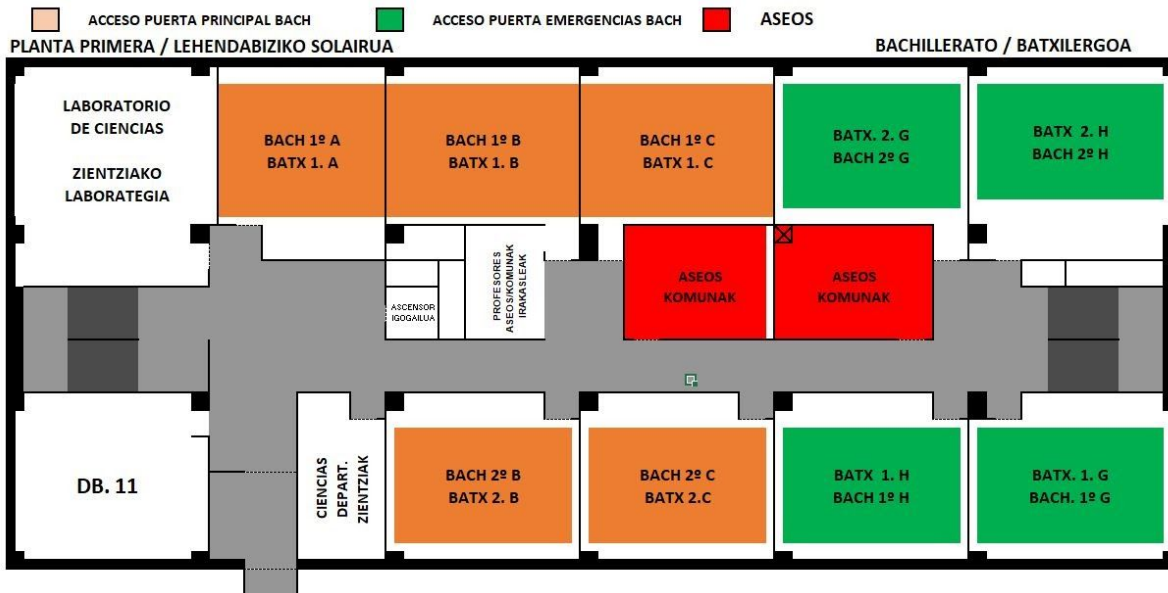 ACCESO PUERTA PRINCIPAL BACH
ACCESO PUERTA EMERGENCIAS BACH
ASEOS
PLANTA PRIMERA / LEHENDABIZIKO SOLAIRUA
BACHILLERATO / BATXILERGOA
LABORATORIO
DE CIENCIAS
ZIENTZIAKO
LABORATEGIA
BACH 1º A
BATX 1. A
BACH 1º B
BATX 1. B
BACH 1º C
BATX 1. C
BATX. 2. G
BACH 2º G
BATX 2. H
BACH 2º H
ASCENSOR
IGOGAILUA
PROFESORES
ASEOS/KOMUNAK
IRAKASLEAK
ASEOS
KOMUNAK
ASEOS
KOMUNAK
DB. 11
CIENCIAS
DEPART.
ZIENTZIAK
BACH 2º B
BATX 2. B
BACH 2º C
BATX 2.C
BATX 1. H
BACH 1º H
BATX. 1. G
BACH. 1º G